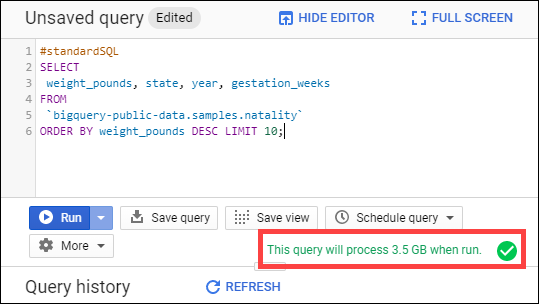 Unsaved query Edited HIDE EDITOR FULL SCREEN
1 #standardSQL
2 SELECT
3 weight_pounds, state, year, gestation_weeks
4 FROM
5 `bigquery-public-data.samples.natality`
6 ORDER BY weight_pounds DESC LIMIT 10;
Run Save query Save view Schedule query
More This query will process 3.5 GB when run.
Query history REFRESH